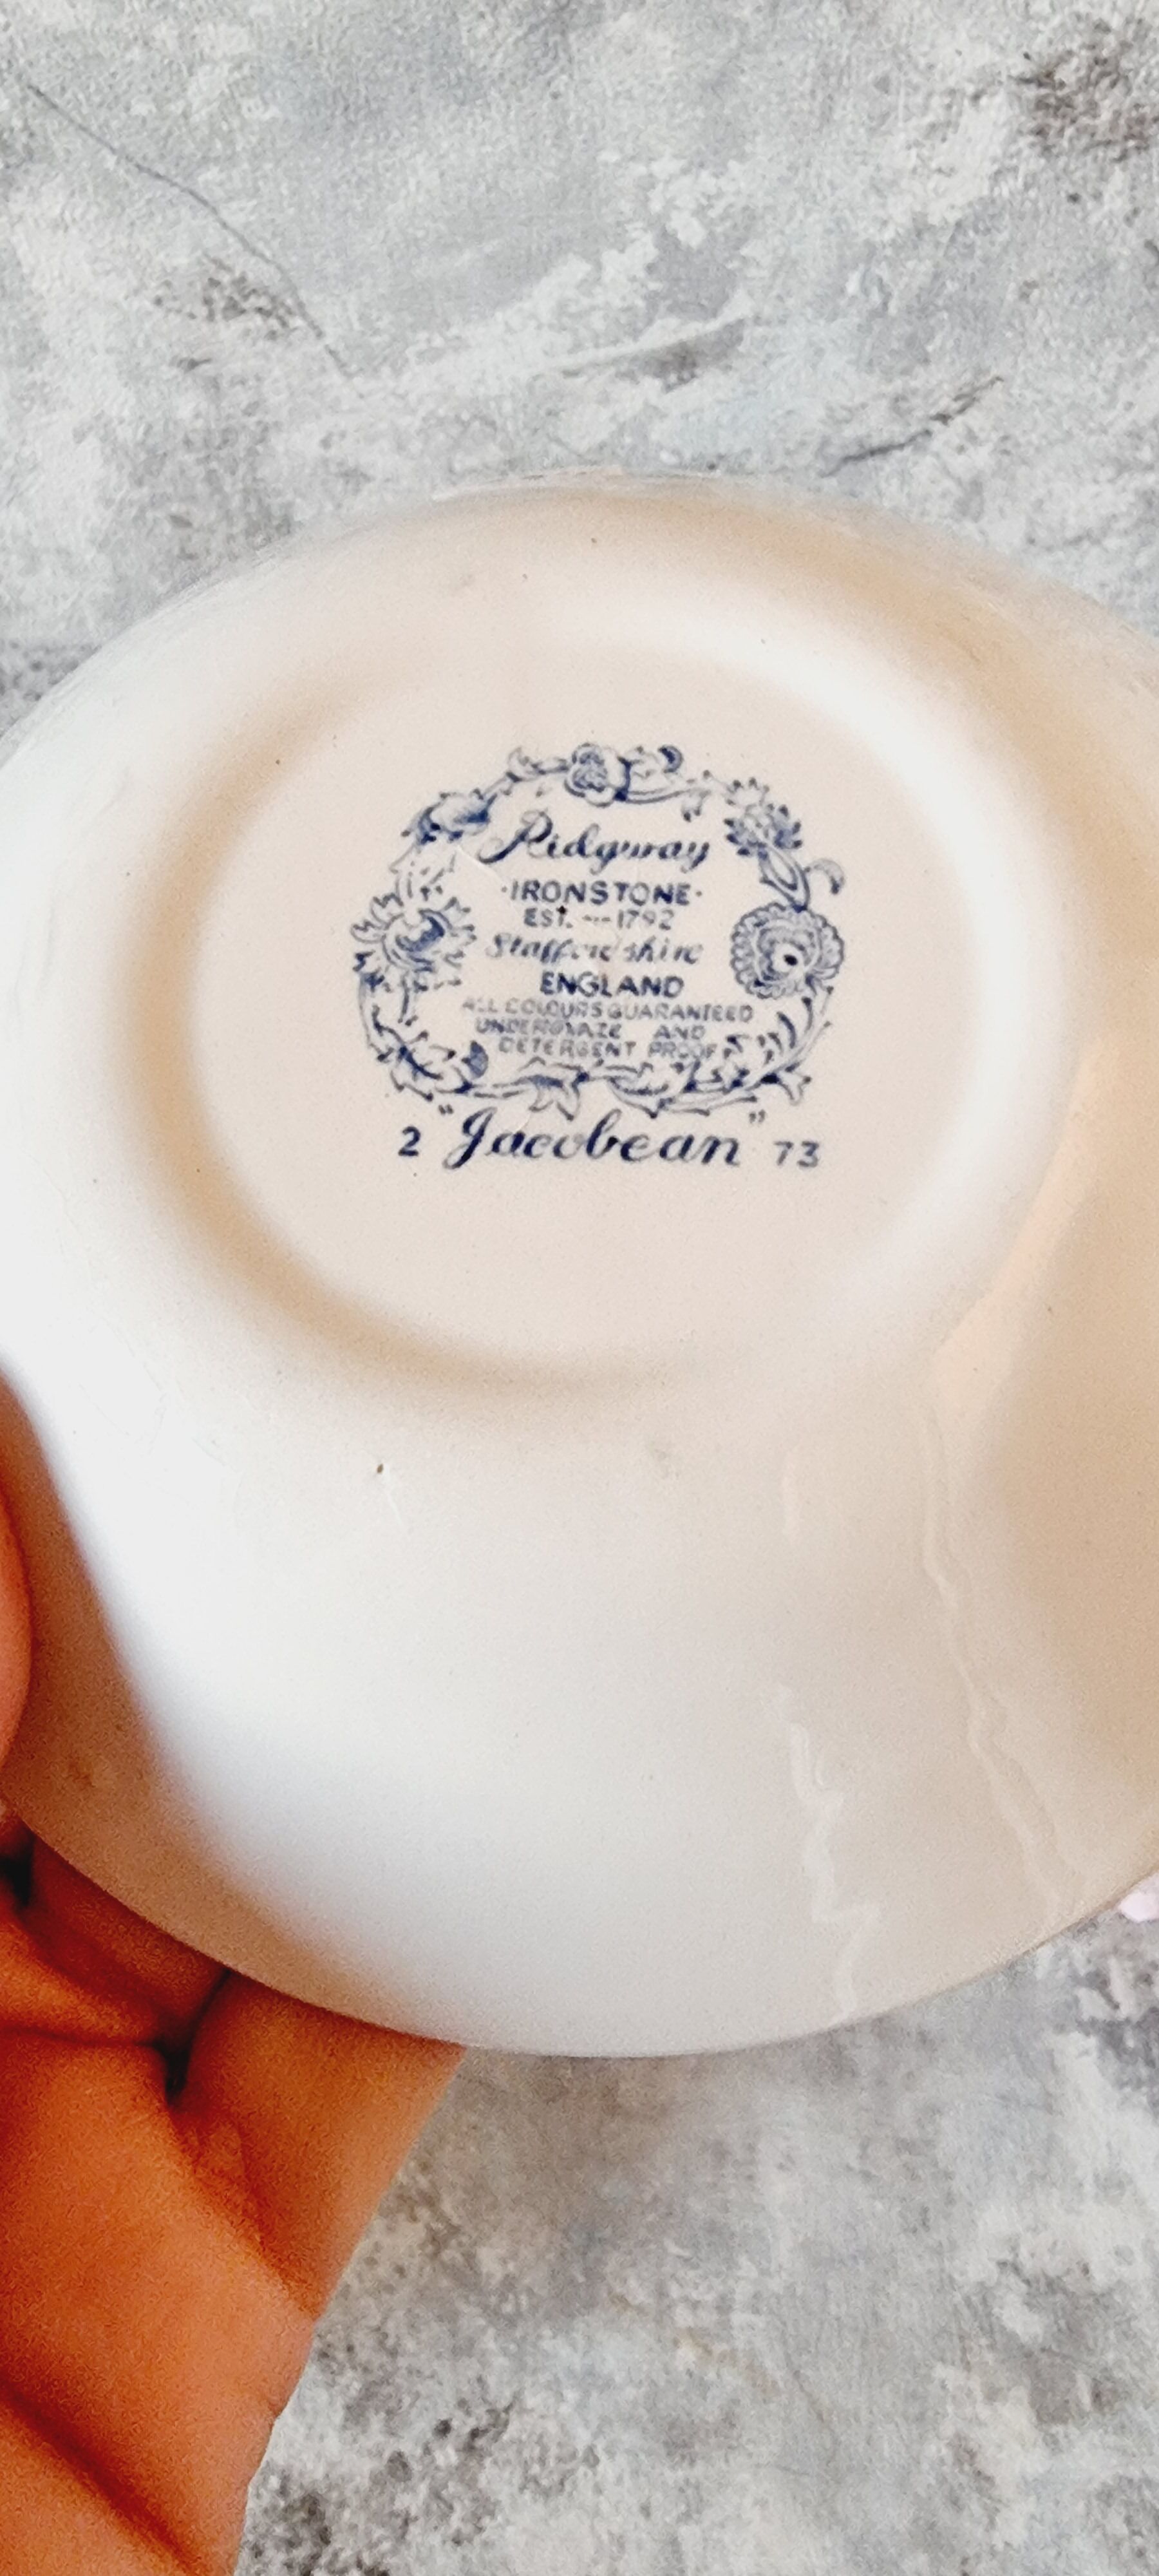 Ridgway
·IRONSTONE·
EST. --- 1792
Staffordshire
ENGLAND
ALL COLOURS GUARANTEED
UNDERGLAZE AND
DETERGENT PROOF
2 "Jacobean" 73